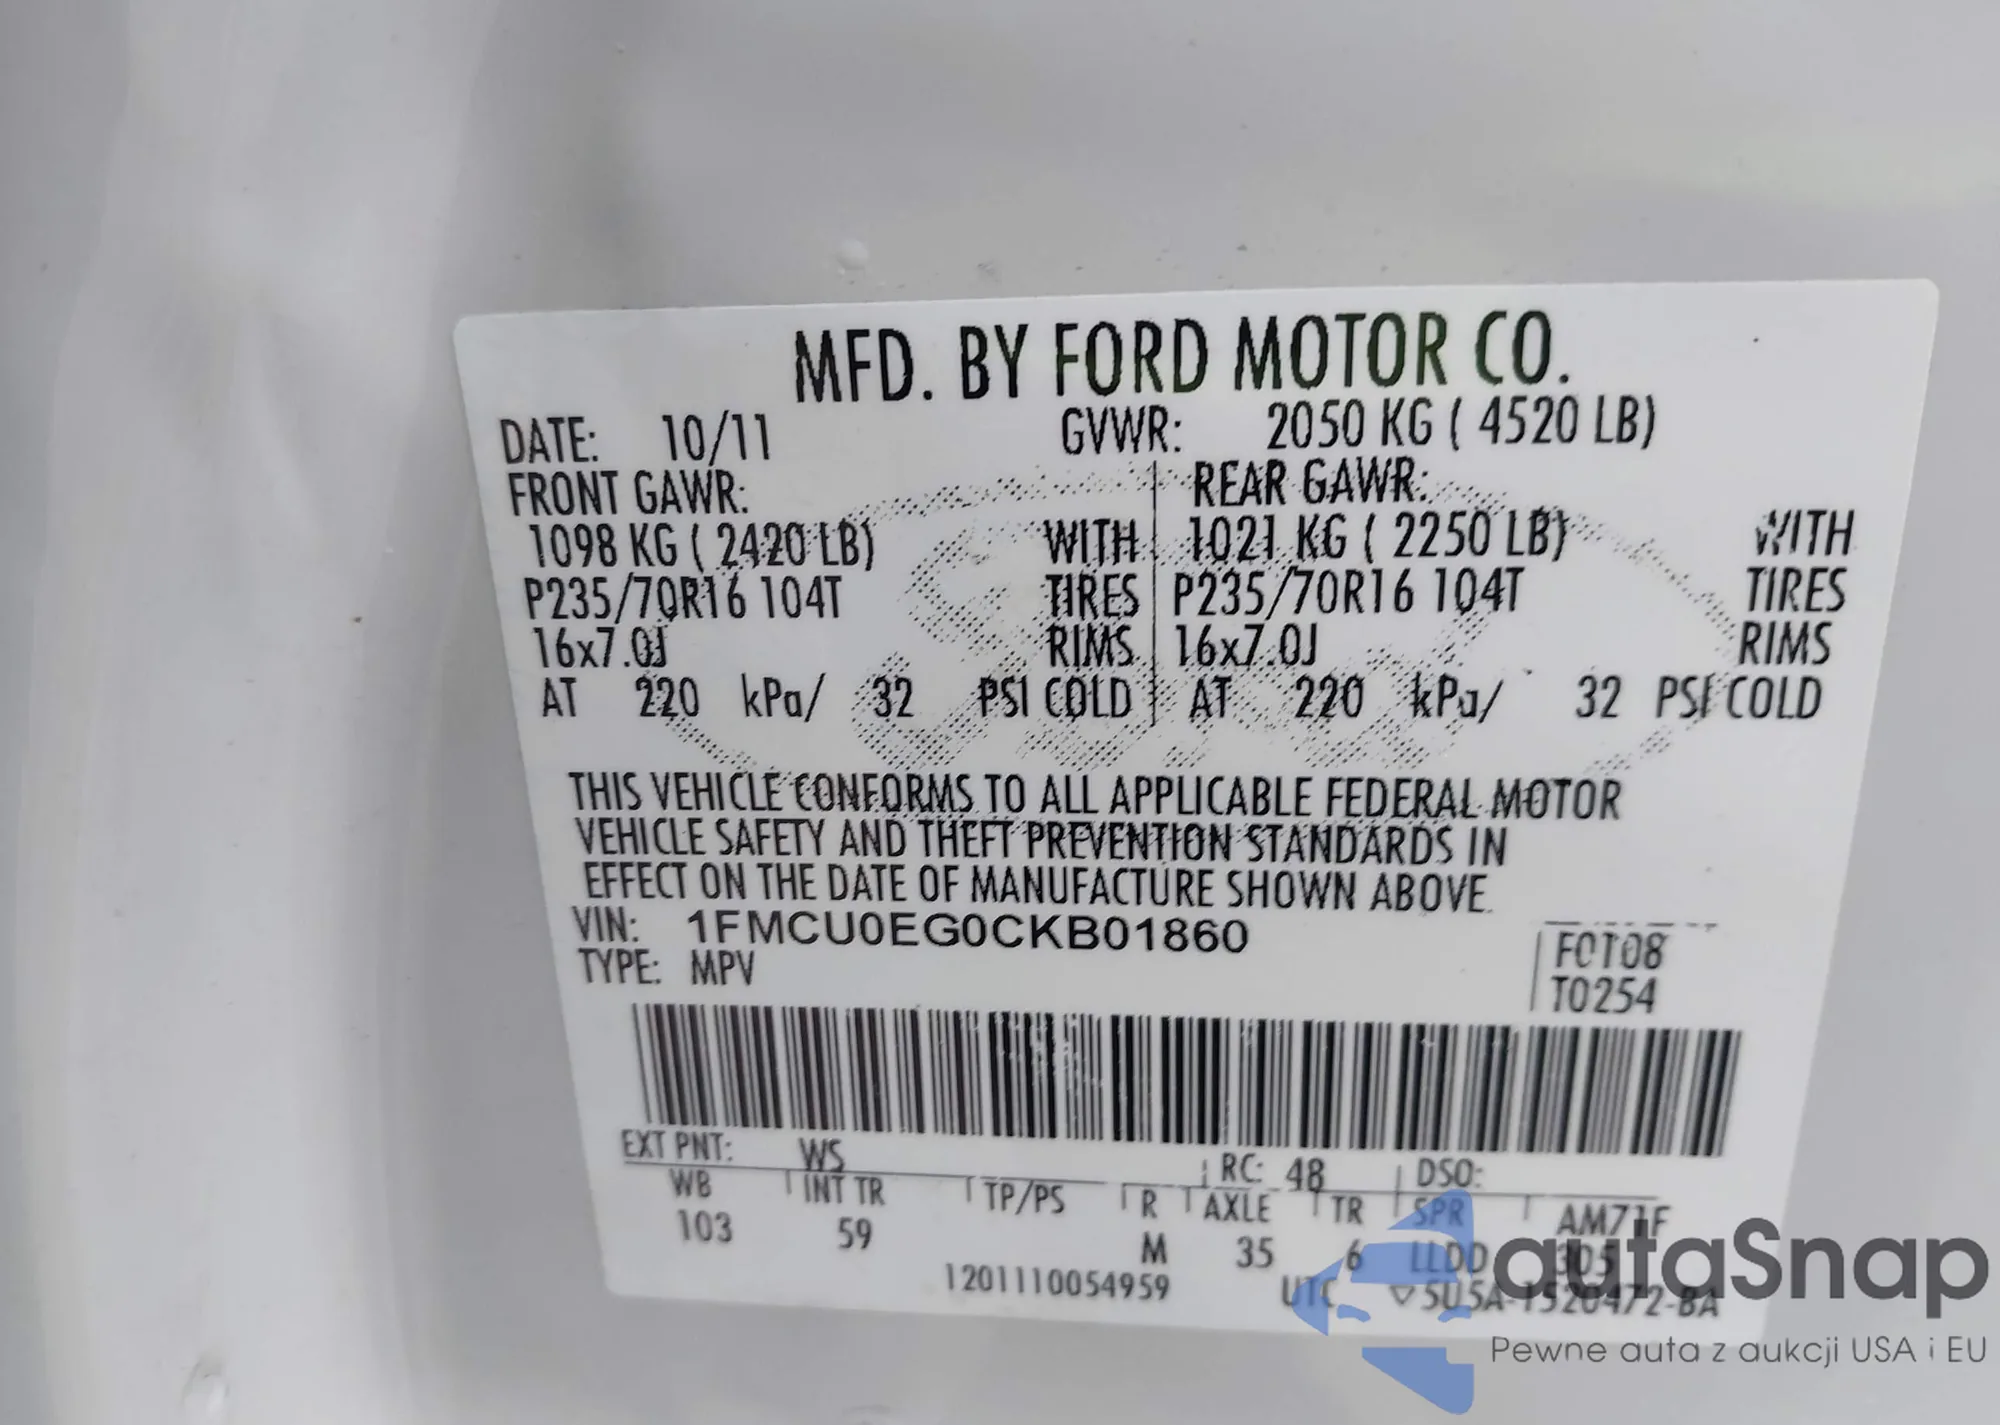 MFD. BY FORD MOTOR CO.
DATE: 10/11 GVWR: 2050 KG ( 4520 LB)
FRONT GAWR: REAR GAWR:
1098 KG ( 2420 LB) WITH 1021 KG ( 2250 LB) WITH
P235/70R16 104T TIRES P235/70R16 104T TIRES
16x7.0J RIMS 16x7.0J RIMS
AT 220 kPa/ 32 PSI COLD AT 220 kPa/ 32 PSI COLD
THIS VEHICLE CONFORMS TO ALL APPLICABLE FEDERAL MOTOR
VEHICLE SAFETY AND THEFT PREVENTION STANDARDS IN
EFFECT ON THE DATE OF MANUFACTURE SHOWN ABOVE.
VIN: 1FMCU0EG0CKB01860
TYPE: MPV
F0T08
T0254
EXT PNT: WS RC: 48 DSO:
WB INT TR TP/PS R AXLE TR SPR AM71F
103 59 M 35 6 LLDD 305
1201110054959 UTC ▽5U5A-1520472-BA
autaSnap
Pewne auta z aukcji USA i EU